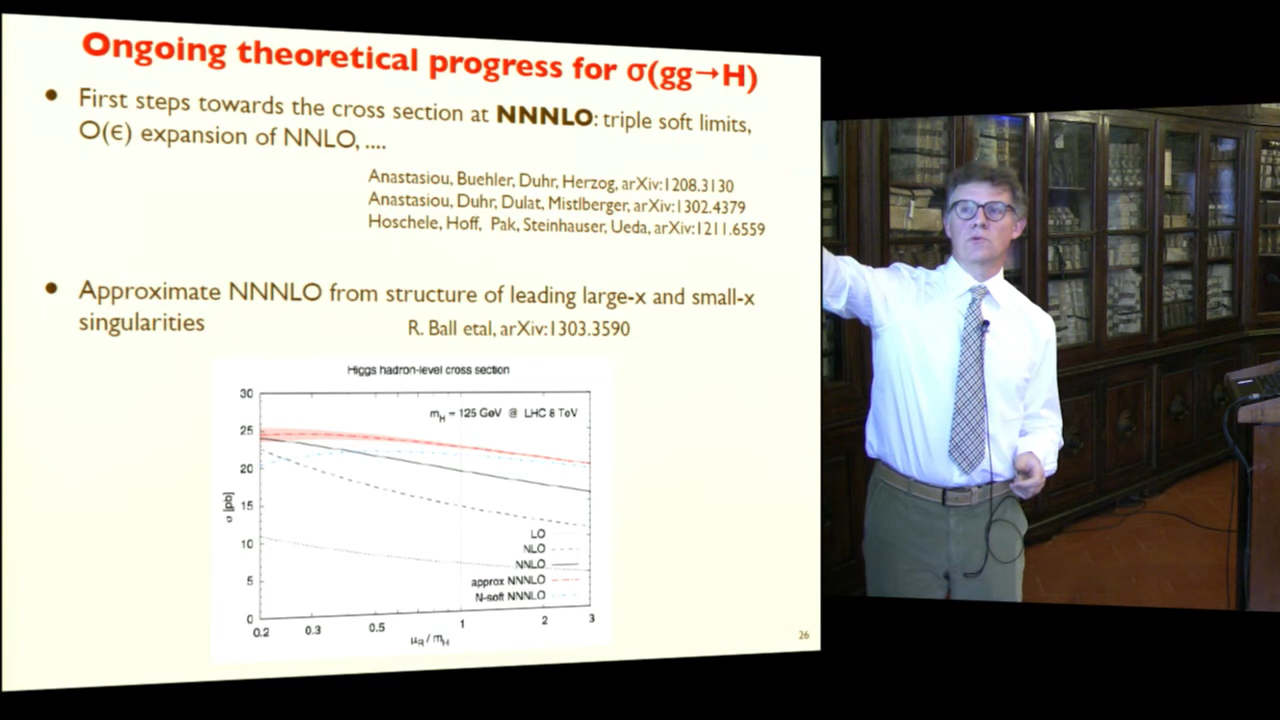 Ongoing theoretical progress for σ(gg→H)
• First steps towards the cross section at NNNLO: triple soft limits,
O(ϵ) expansion of NNLO, ....
Anastasiou, Buehler, Duhr, Herzog, arXiv:1208.3130
Anastasiou, Duhr, Dulat, Mistlberger, arXiv:1302.4379
Hoschele, Hoff, Pak, Steinhauser, Ueda, arXiv:1211.6559
• Approximate NNNLO from structure of leading large-x and small-x
singularities
R. Ball etal, arXiv:1303.3590
Higgs hadron-level cross section
m_H = 125 GeV @ LHC 8 TeV
30
25
20
15
10
5
0
σ [pb]
LO
NLO
NNLO
approx NNNLO
N-soft NNNLO
0.2 0.3 0.5 1 2 3
μ_R / m_H
26